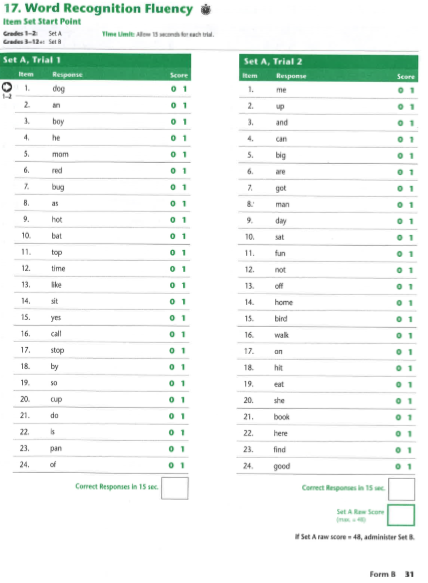 17. Word Recognition Fluency
Item Set Start Point
Grades 1–2: Set A
Time Limit: Allow 15 seconds for each trial.
Grades 3–12+: Set B
Set A, Trial 1
Item Response Score
1–2
1. dog 0 1
2. an 0 1
3. boy 0 1
4. he 0 1
5. mom 0 1
6. red 0 1
7. bug 0 1
8. as 0 1
9. hot 0 1
10. bat 0 1
11. top 0 1
12. time 0 1
13. like 0 1
14. sit 0 1
15. yes 0 1
16. call 0 1
17. stop 0 1
18. by 0 1
19. so 0 1
20. cup 0 1
21. do 0 1
22. is 0 1
23. pan 0 1
24. of 0 1
Correct Responses in 15 sec.
Set A, Trial 2
Item Response Score
1. me 0 1
2. up 0 1
3. and 0 1
4. can 0 1
5. big 0 1
6. are 0 1
7. got 0 1
8. man 0 1
9. day 0 1
10. sat 0 1
11. fun 0 1
12. not 0 1
13. off 0 1
14. home 0 1
15. bird 0 1
16. walk 0 1
17. on 0 1
18. hit 0 1
19. eat 0 1
20. she 0 1
21. book 0 1
22. here 0 1
23. find 0 1
24. good 0 1
Correct Responses in 15 sec.
Set A Raw Score
(max. = 48)
If Set A raw score = 48, administer Set B.
Form B 31